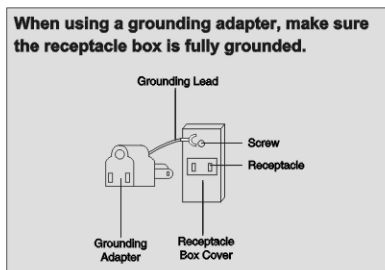 When using a grounding adapter, make sure
the receptacle box is fully grounded.
Grounding Lead
Screw
Receptacle
Grounding
Adapter
Receptacle
Box Cover